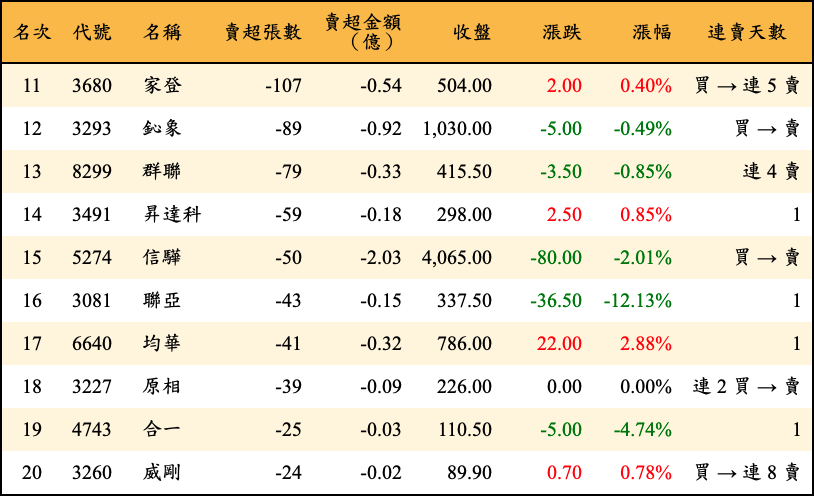 名次 代號 名稱 賣超張數 賣超金額（億） 收盤 漲跌 漲幅 連賣天數
11 3680 家登 -107 -0.54 504.00 2.00 0.40% 買 → 連 5 賣
12 3293 鈊象 -89 -0.92 1,030.00 -5.00 -0.49% 買 → 賣
13 8299 群聯 -79 -0.33 415.50 -3.50 -0.85% 連 4 賣
14 3491 昇達科 -59 -0.18 298.00 2.50 0.85% 1
15 5274 信驊 -50 -2.03 4,065.00 -80.00 -2.01% 買 → 賣
16 3081 聯亞 -43 -0.15 337.50 -36.50 -12.13% 1
17 6640 均華 -41 -0.32 786.00 22.00 2.88% 1
18 3227 原相 -39 -0.09 226.00 0.00 0.00% 連 2 買 → 賣
19 4743 合一 -25 -0.03 110.50 -5.00 -4.74% 1
20 3260 威剛 -24 -0.02 89.90 0.70 0.78% 買 → 連 8 賣